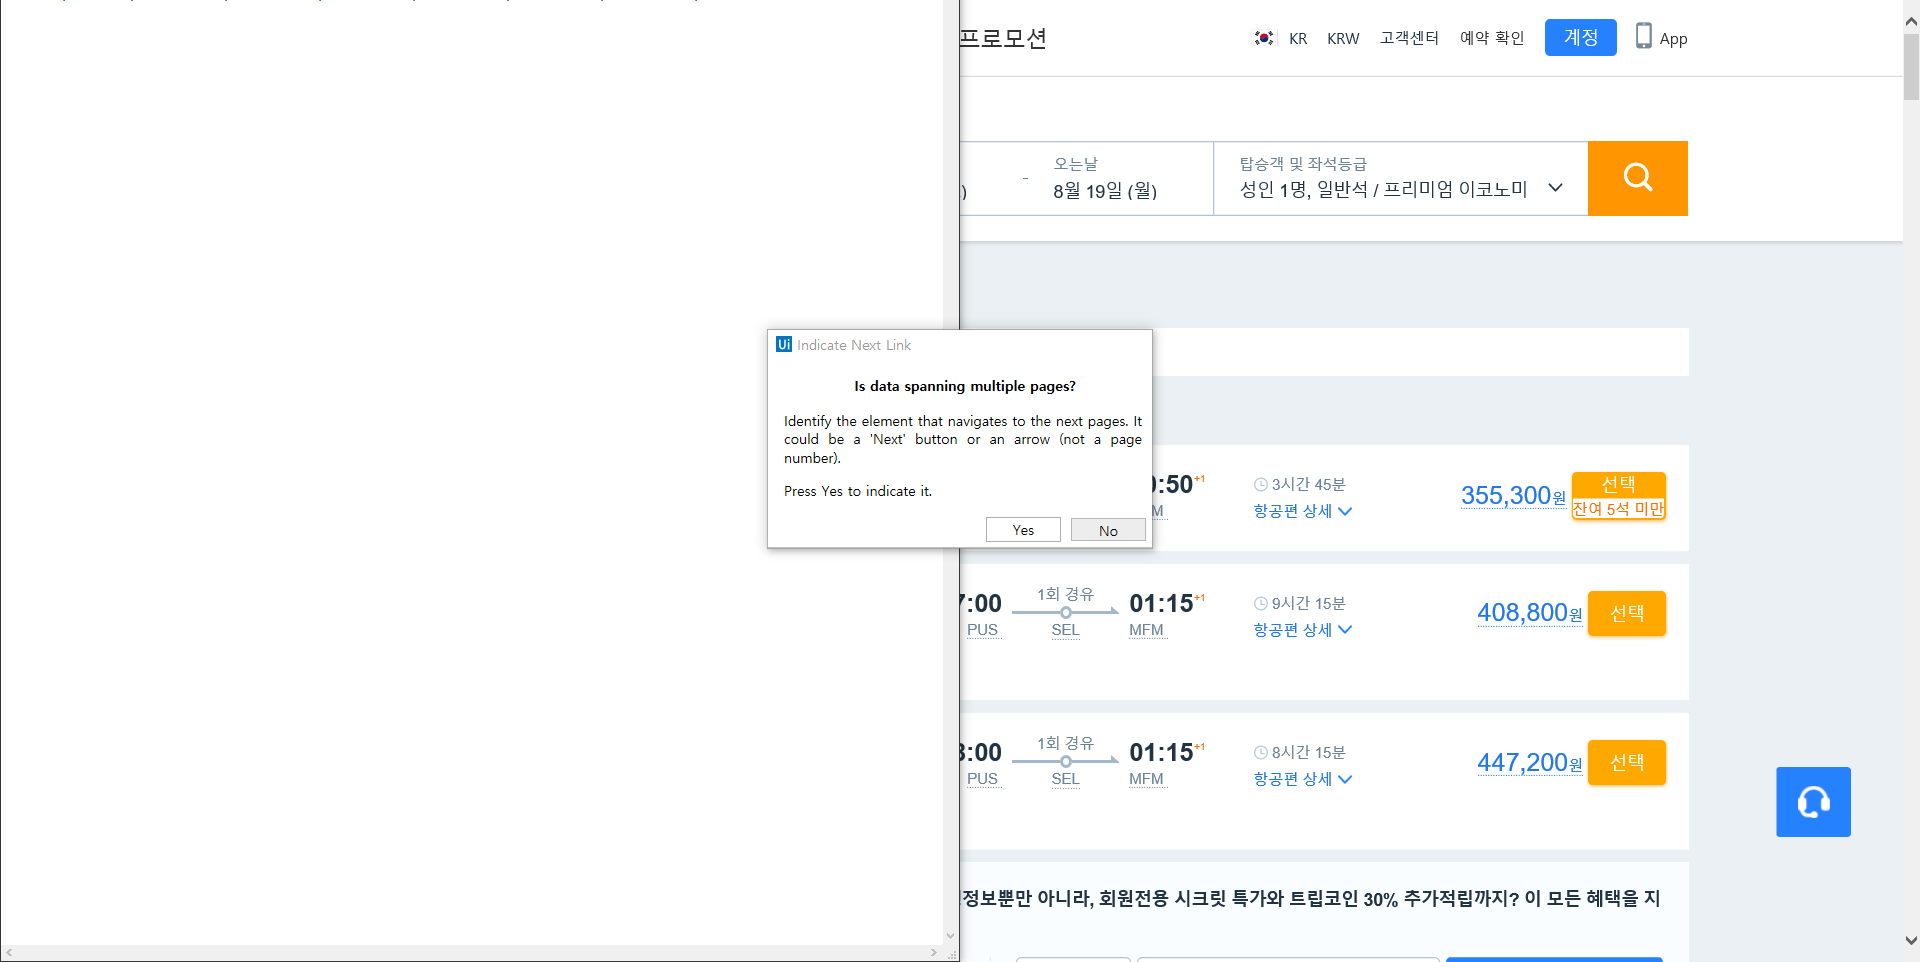 프로모션
KR
KRW
고객센터
예약 확인
계정
App
-
오는날
8월 19일 (월)
탑승객 및 좌석등급
성인 1명, 일반석 / 프리미엄 이코노미
Ui Indicate Next Link
Is data spanning multiple pages?
Identify the element that navigates to the next pages. It
could be a 'Next' button or an arrow (not a page
number).
Press Yes to indicate it.
Yes
No
:50+1
3시간 45분
항공편 상세
355,300원
선택
잔여 5석 미만
:00
PUS
1회 경유
SEL
01:15+1
MFM
9시간 15분
항공편 상세
408,800원
선택
:00
PUS
1회 경유
SEL
01:15+1
MFM
8시간 15분
항공편 상세
447,200원
선택
정보뿐만 아니라, 회원전용 시크릿 특가와 트립코인 30% 추가적립까지? 이 모든 혜택을 지